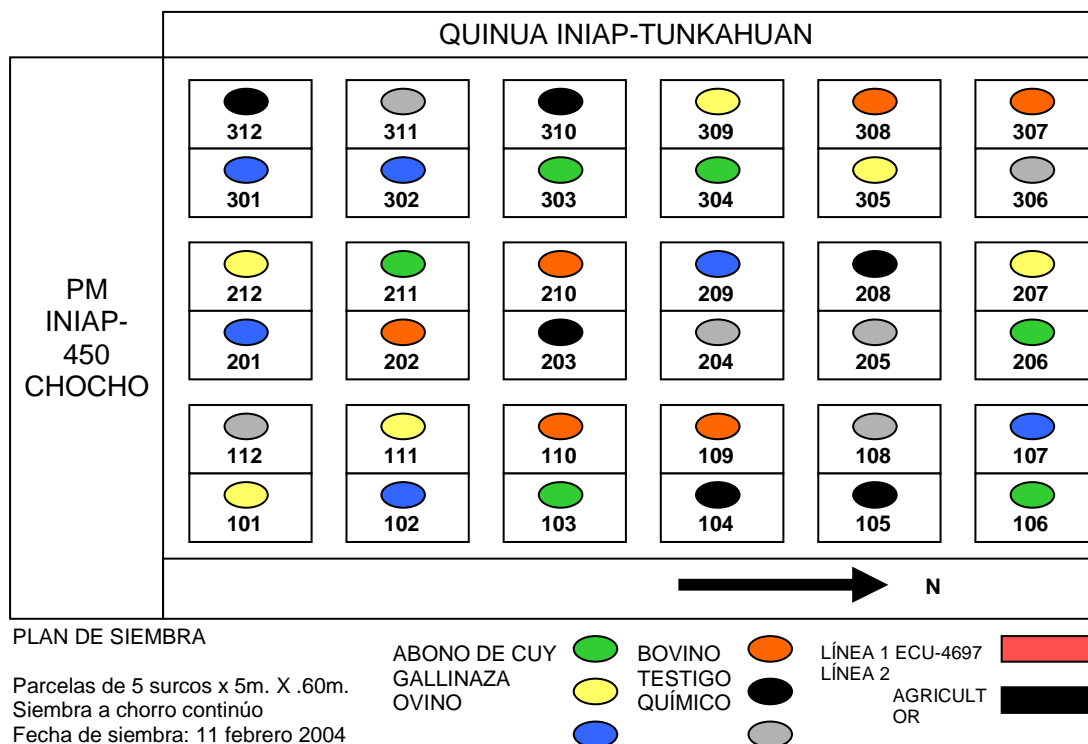 QUINUA INIAP-TUNKAHUAN
PM
INIAP-
450
CHOCHO
312 311 310 309 308 307
301 302 303 304 305 306
212 211 210 209 208 207
201 202 203 204 205 206
112 111 110 109 108 107
101 102 103 104 105 106
N
PLAN DE SIEMBRA
Parcelas de 5 surcos x 5m. X .60m.
Siembra a chorro continúo
Fecha de siembra: 11 febrero 2004
ABONO DE CUY
GALLINAZA
OVINO
BOVINO
TESTIGO
QUÍMICO
LÍNEA 1 ECU-4697
LÍNEA 2
AGRICULT
OR